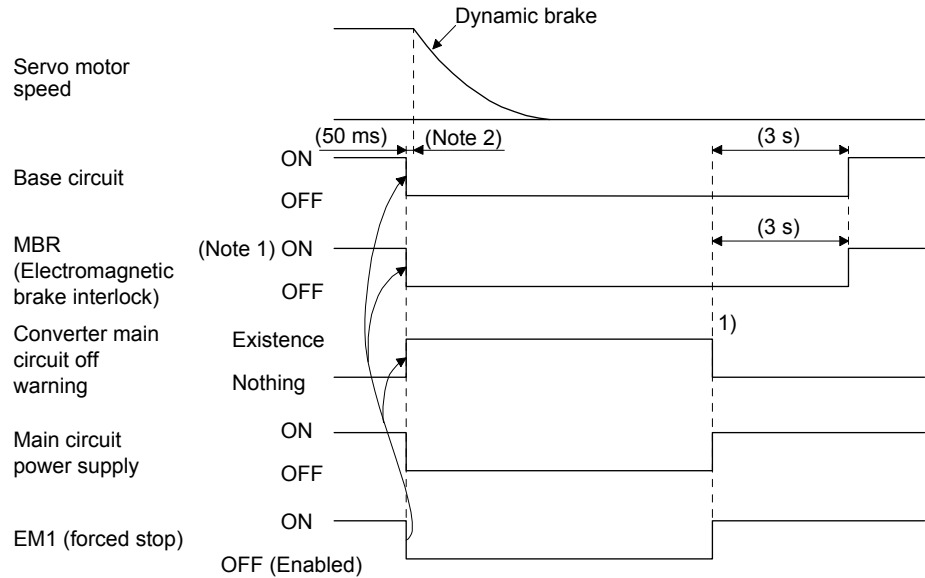 Dynamic brake
Servo motor
speed
(50 ms)
(Note 2)
(3 s)
Base circuit
ON
OFF
(3 s)
MBR
(Electromagnetic
brake interlock)
(Note 1) ON
OFF
Converter main
circuit off
warning
Existence
Nothing
1)
Main circuit
power supply
ON
OFF
EM1 (forced stop)
ON
OFF (Enabled)